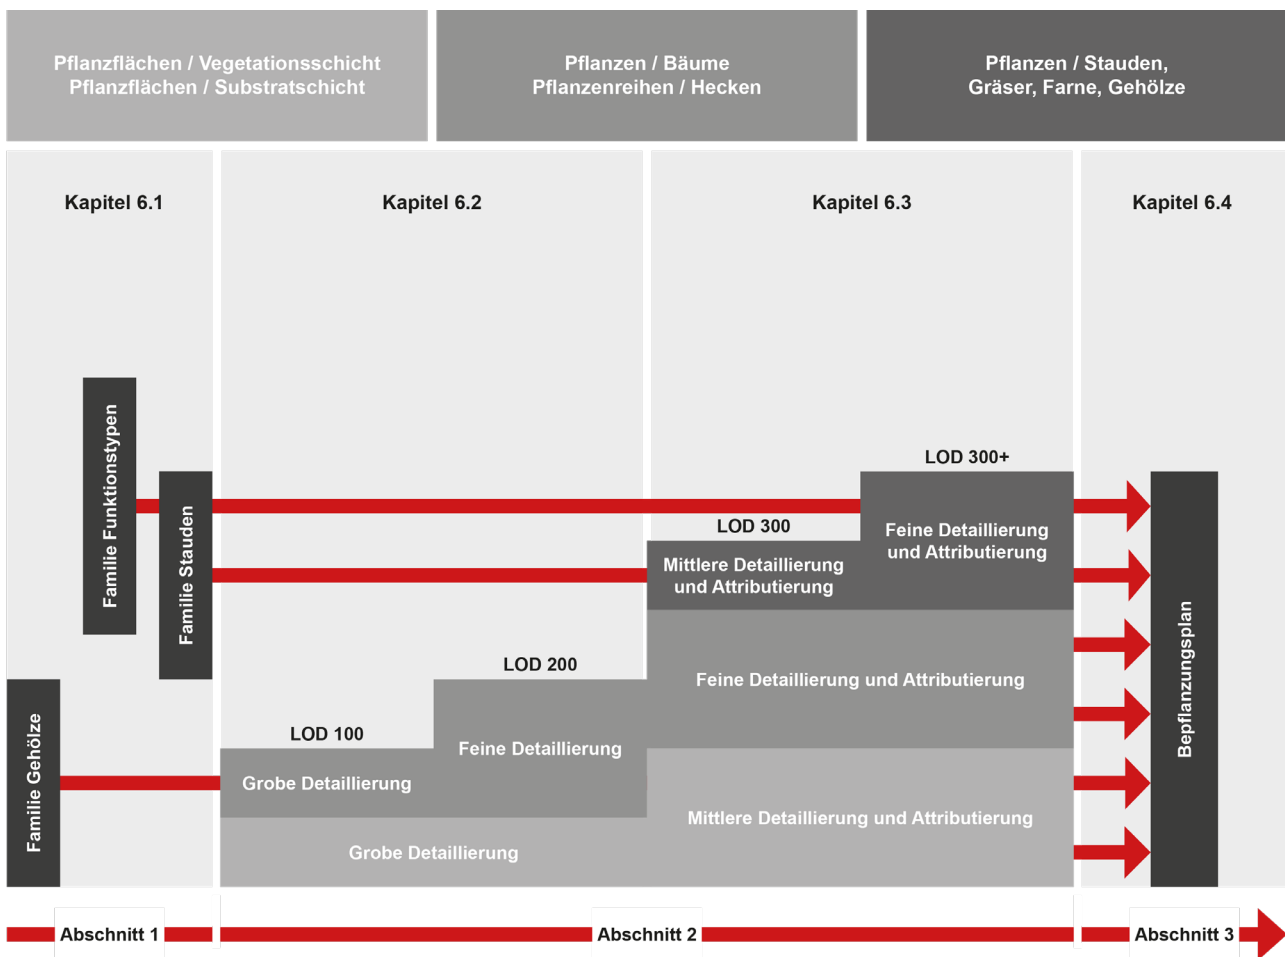 Pflanzflächen / Vegetationsschicht
Pflanzflächen / Substratschicht
Pflanzen / Bäume
Pflanzenreihen / Hecken
Pflanzen / Stauden,
Gräser, Farne, Gehölze
Kapitel 6.1
Kapitel 6.2
Kapitel 6.3
Kapitel 6.4
Familie Funktionstypen
Familie Stauden
Familie Gehölze
LOD 100
Grobe Detaillierung
LOD 200
Feine Detaillierung
Grobe Detaillierung
LOD 300
Mittlere Detaillierung
und Attributierung
LOD 300+
Feine Detaillierung
und Attributierung
Feine Detaillierung und Attributierung
Mittlere Detaillierung und Attributierung
Bepflanzungsplan
Abschnitt 1
Abschnitt 2
Abschnitt 3